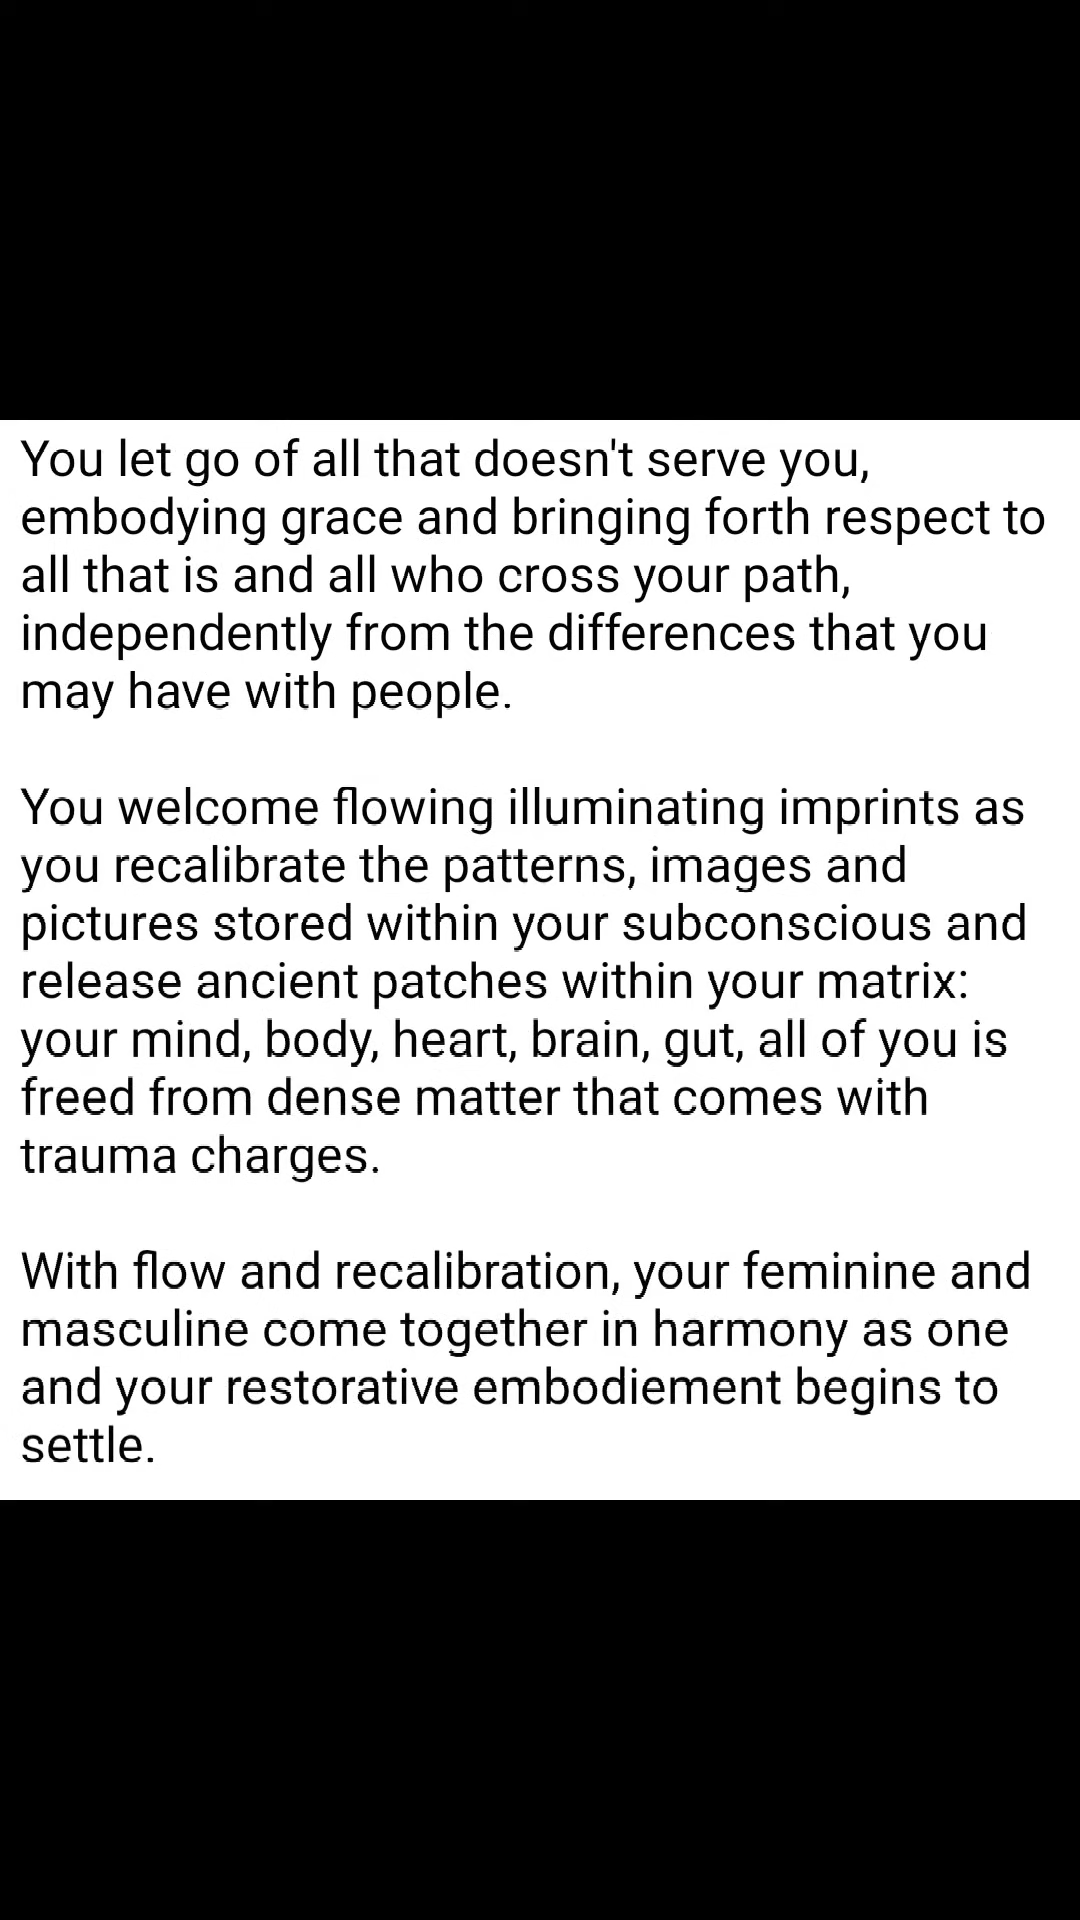 You let go of all that doesn't serve you,
embodying grace and bringing forth respect to
all that is and all who cross your path,
independently from the differences that you
may have with people.
You welcome flowing illuminating imprints as
you recalibrate the patterns, images and
pictures stored within your subconscious and
release ancient patches within your matrix:
your mind, body, heart, brain, gut, all of you is
freed from dense matter that comes with
trauma charges.
With flow and recalibration, your feminine and
masculine come together in harmony as one
and your restorative embodiement begins to
settle.